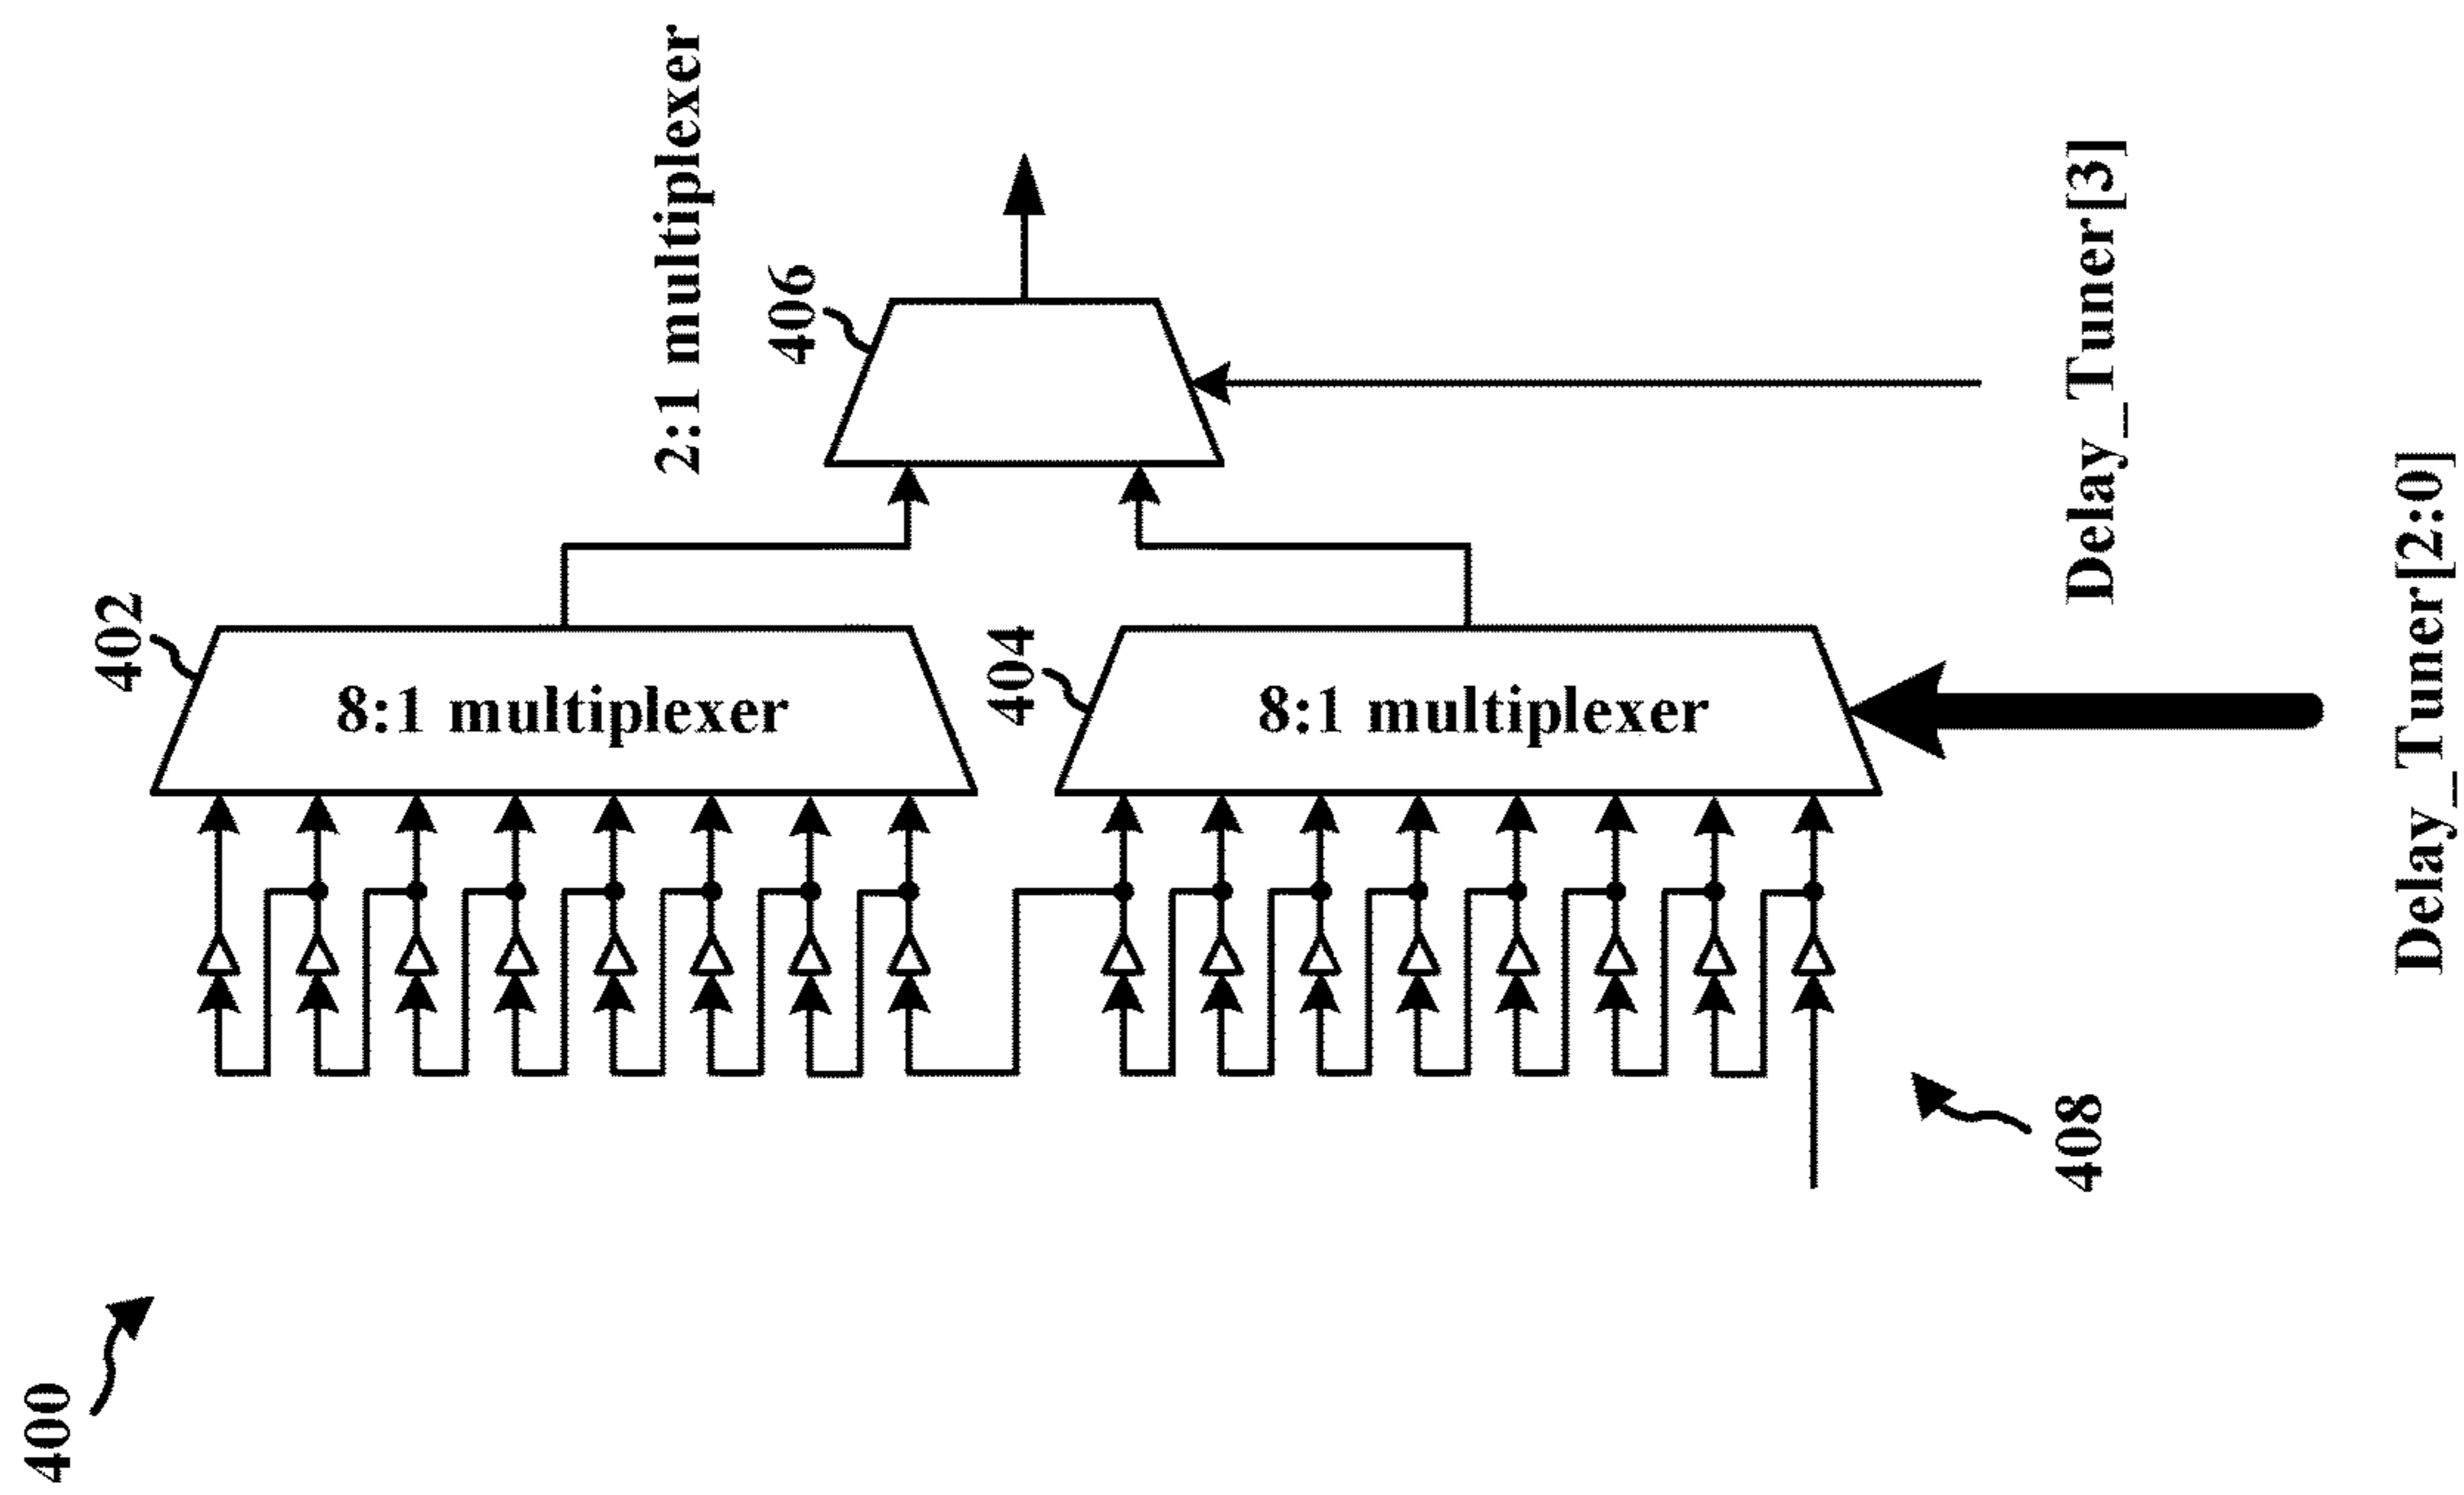 400
402
8:1 multiplexer
404
8:1 multiplexer
2:1 multiplexer
406
408
Delay_Tuner[3]
Delay_Tuner[2:0]